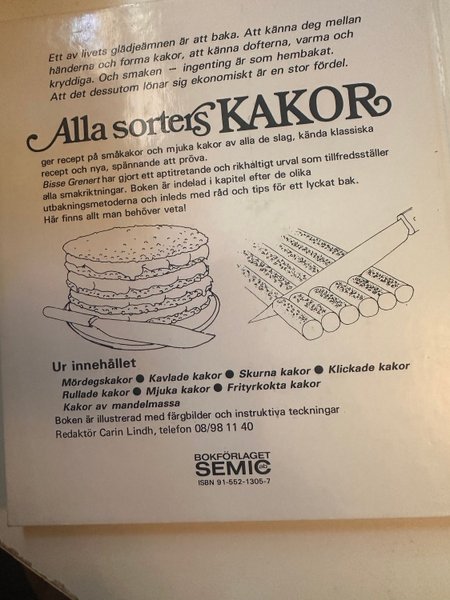 Ett av livets glädjeämnen är att baka. Att känna deg mellan
händerna och forma kakor, att känna dofterna, varma och
kryddiga. Och smaken – ingenting är som hembakat.
Att det dessutom lönar sig ekonomiskt är en stor fördel.
Alla sorters KAKOR
ger recept på småkakor och mjuka kakor av alla de slag, kända klassiska
recept och nya, spännande att pröva.
Bisse Grenert har gjort ett aptitretande och rikhaltigt urval som tillfredsställer
alla smakriktningar. Boken är indelad i kapitel efter de olika
utbakningsmetoderna och inleds med råd och tips för ett lyckat bak.
Här finns allt man behöver veta!
Ur innehållet
Mördegskakor ● Kavlade kakor ● Skurna kakor ● Klickade kakor
Rullade kakor ● Mjuka kakor ● Frityrkokta kakor
Kakor av mandelmassa
Boken är illustrerad med färgbilder och instruktiva teckningar
Redaktör Carin Lindh, telefon 08/98 11 40
BOKFÖRLAGET
SEMIC
ISBN 91-552-1305-7